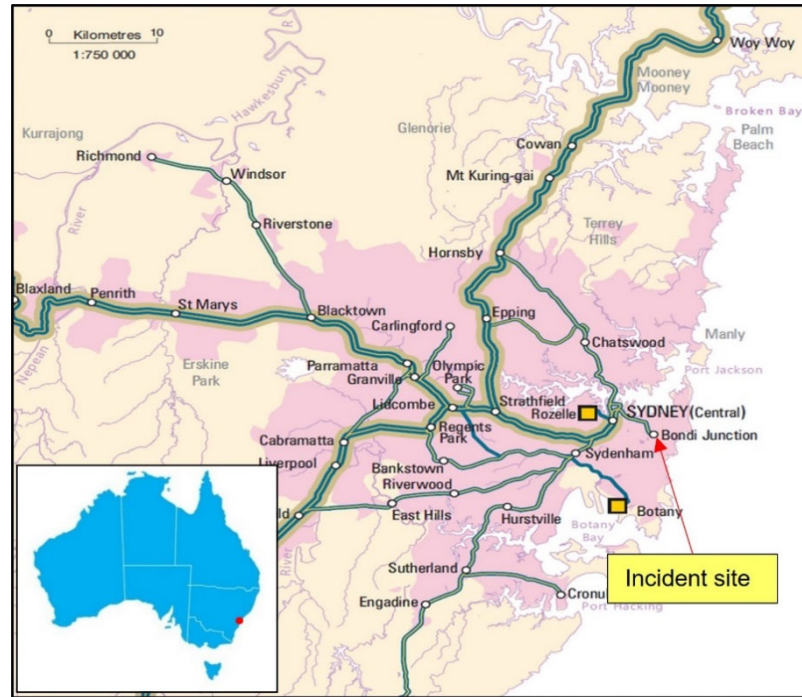 0 Kilometres 10
1:750 000
Woy Woy
Mooney
Mooney
Hawkesbury
River
Broken Bay
Kurrajong
Glenorie
Palm
Beach
Cowan
Richmond
Windsor
Mt Kuring-gai
River
Riverstone
Terrey
Hills
Hornsby
Blaxland
Penrith
St Marys
Blacktown
Epping
Carlingford
Chatswood
Manly
Nepean
Erskine
Park
Parramatta
Granville
Olympic
Park
Port Jackson
Strathfield
Lidcombe
Rozelle
SYDNEY (Central)
Cabramatta
Regents
Park
Bondi Junction
Liverpool
Bankstown
Sydenham
Riverwood
ld
East Hills
Hurstville
Botany
Botany
Bay
River
Sutherland
Incident site
Engadine
Cronu
Port Hacking